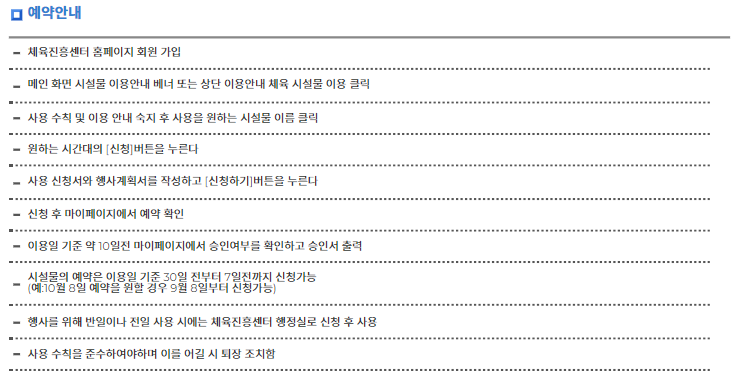 예약안내
체육진흥센터 홈페이지 회원 가입
메인 화면 시설물 이용안내 베너 또는 상단 이용안내 체육 시설물 이용 클릭
사용 수칙 및 이용 안내 숙지 후 사용을 원하는 시설물 이름 클릭
원하는 시간대의 [신청]버튼을 누른다
사용 신청서와 행사계획서를 작성하고 [신청하기]버튼을 누른다
신청 후 마이페이지에서 예약 확인
이용일 기준 약 10일전 마이페이지에서 승인여부를 확인하고 승인서 출력
시설물의 예약은 이용일 기준 30일 전부터 7일전까지 신청가능
(예:10월 8일 예약을 원할 경우 9월 8일부터 신청가능)
행사를 위해 반일이나 전일 사용 시에는 체육진흥센터 행정실로 신청 후 사용
사용 수칙을 준수하여야하며 이를 어길 시 퇴장 조치함